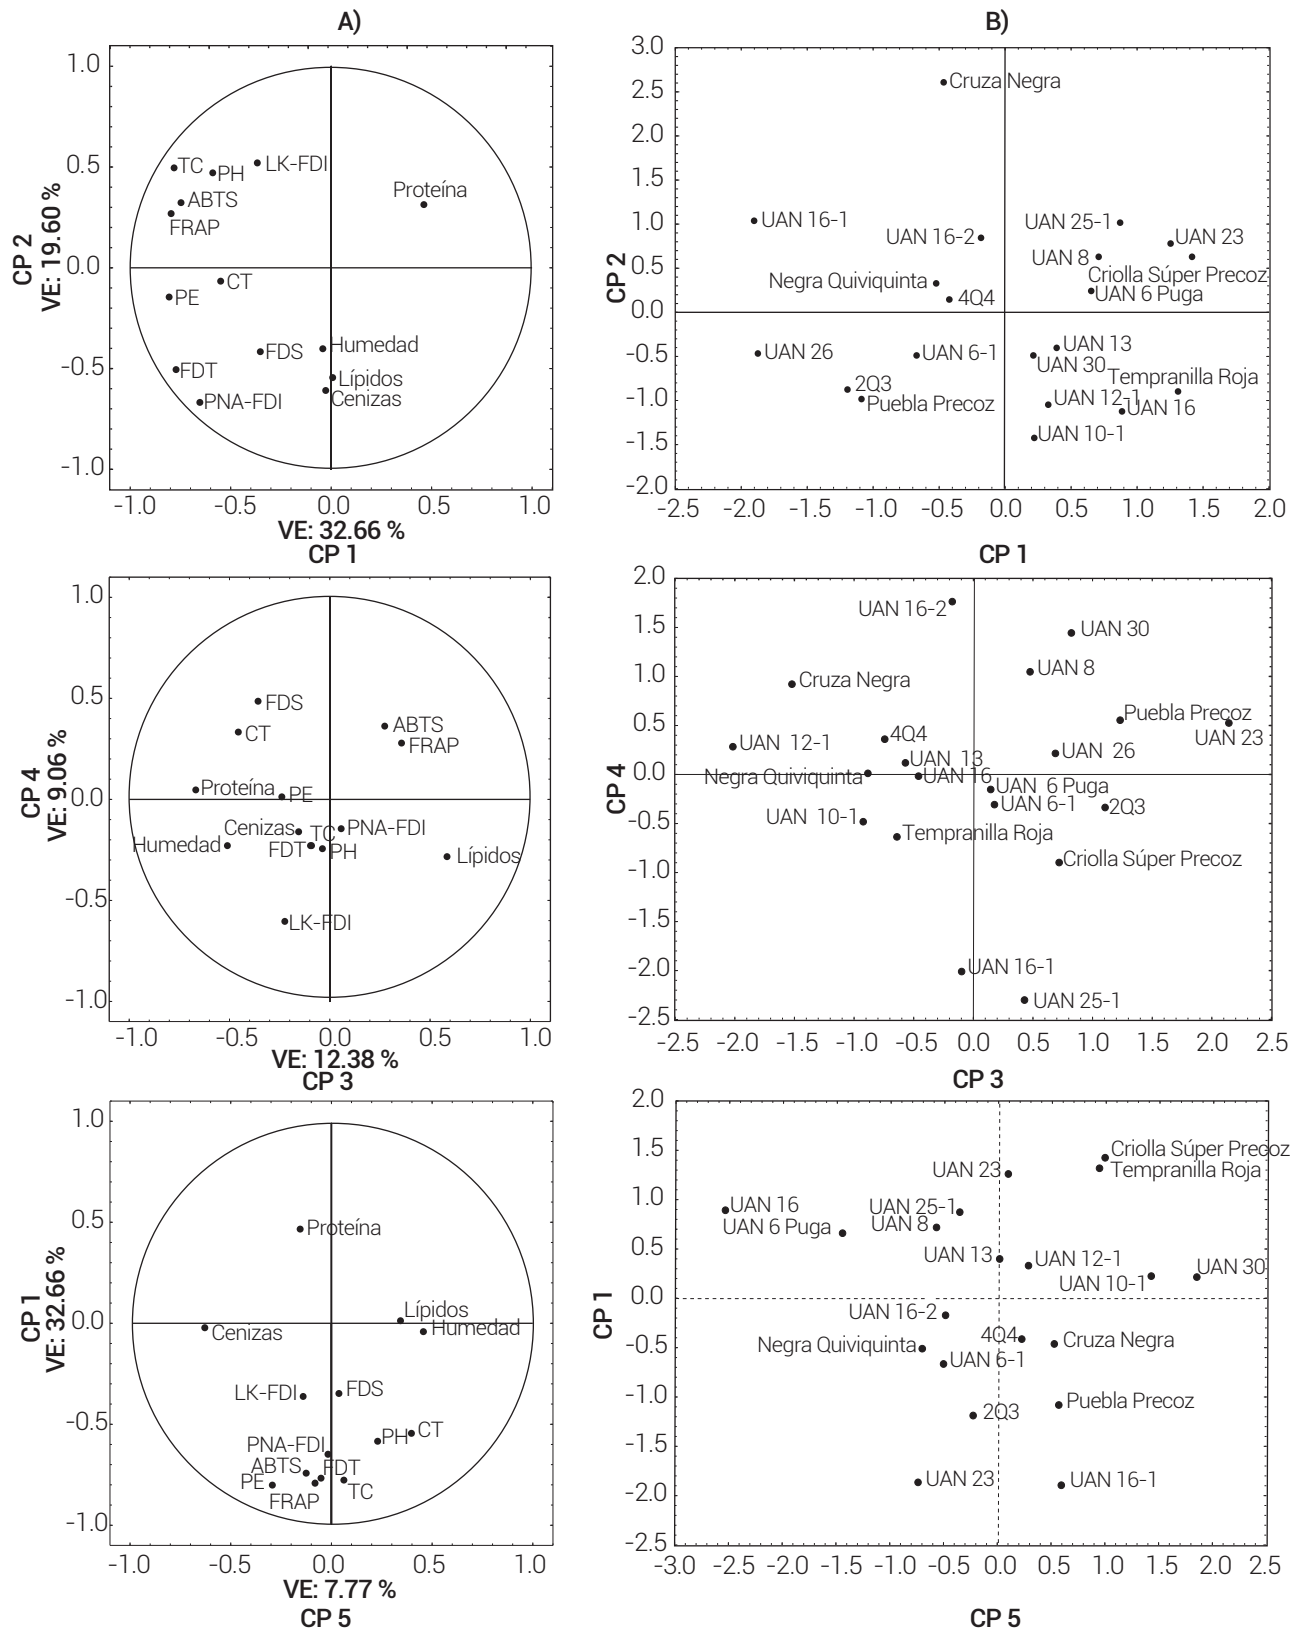 A)
1.0
0.5
0.0
-0.5
-1.0
CP 2
VE: 19.60 %
TC
PH
LK-FDI
ABTS
FRAP
Proteína
CT
PE
FDS
Humedad
FDT
Lípidos
PNA-FDI
Cenizas
-1.0 -0.5 0.0 0.5 1.0
VE: 32.66 %
CP 1
B)
3.0
2.5
2.0
1.5
1.0
0.5
0.0
-0.5
-1.0
-1.5
-2.0
CP 2
Cruza Negra
UAN 16-1
UAN 16-2
UAN 25-1
UAN 23
UAN 8
Criolla Súper Precoz
Negra Quiviquinta
4Q4
UAN 6 Puga
UAN 26
UAN 6-1
UAN 13
UAN 30
2Q3
Puebla Precoz
Tempranilla Roja
UAN 12-1
UAN 16
UAN 10-1
-2.5 -2.0 -1.5 -1.0 -0.5 0.0 0.5 1.0 1.5 2.0
CP 1
1.0
0.5
0.0
-0.5
-1.0
CP 4
VE: 9.06 %
FDS
CT
ABTS
FRAP
Proteína
PE
Cenizas
TC
PNA-FDI
Humedad
FDT
PH
Lípidos
LK-FDI
-1.0 -0.5 0.0 0.5 1.0
VE: 12.38 %
CP 3
2.0
1.5
1.0
0.5
0.0
-0.5
-1.0
-1.5
-2.0
-2.5
CP 4
UAN 16-2
UAN 30
UAN 8
Cruza Negra
Puebla Precoz
UAN 23
4Q4
UAN 12-1
UAN 13
UAN 26
Negra Quiviquinta
UAN 16
UAN 6 Puga
UAN 6-1
2Q3
UAN 10-1
Tempranilla Roja
Criolla Súper Precoz
UAN 16-1
UAN 25-1
-2.5 -2.0 -1.5 -1.0 -0.5 0.0 0.5 1.0 1.5 2.0 2.5
CP 3
1.0
0.5
0.0
-0.5
-1.0
CP 1
VE: 32.66 %
Proteína
Lípidos
Cenizas
Humedad
LK-FDI
FDS
PH
CT
PNA-FDI
ABTS
FDT
PE
TC
FRAP
-1.0 -0.5 0.0 0.5 1.0
VE: 7.77 %
CP 5
2.0
1.5
1.0
0.5
0.0
-0.5
-1.0
-1.5
-2.0
-2.5
CP 1
Criolla Súper Precoz
UAN 23
Tempranilla Roja
UAN 16
UAN 25-1
UAN 6 Puga
UAN 8
UAN 13
UAN 12-1
UAN 10-1
UAN 30
UAN 16-2
4Q4
Cruza Negra
Negra Quiviquinta
UAN 6-1
2Q3
Puebla Precoz
UAN 23
UAN 16-1
-3.0 -2.5 -2.0 -1.5 -1.0 -0.5 0.0 0.5 1.0 1.5 2.0 2.5
CP 5